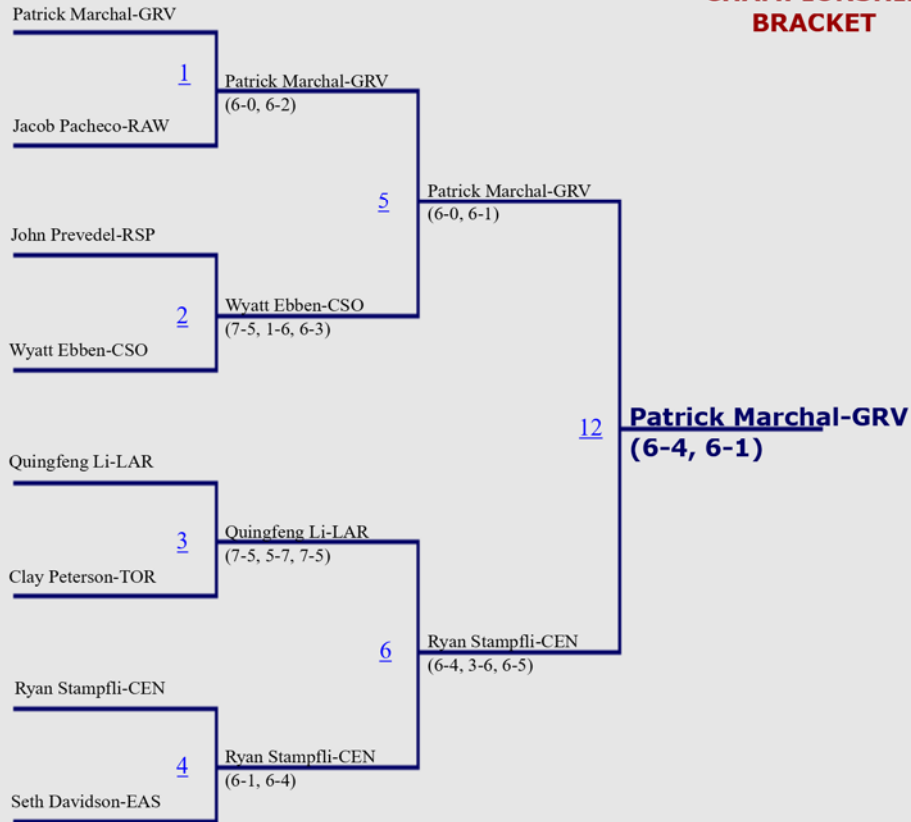 BRACKET
Patrick Marchal-GRV
1
Patrick Marchal-GRV
(6-0, 6-2)
Jacob Pacheco-RAW
5
Patrick Marchal-GRV
(6-0, 6-1)
John Prevedel-RSP
2
Wyatt Ebben-CSO
(7-5, 1-6, 6-3)
Wyatt Ebben-CSO
12
Patrick Marchal-GRV
(6-4, 6-1)
Quingfeng Li-LAR
3
Quingfeng Li-LAR
(7-5, 5-7, 7-5)
Clay Peterson-TOR
6
Ryan Stampfli-CEN
(6-4, 3-6, 6-5)
Ryan Stampfli-CEN
4
Ryan Stampfli-CEN
(6-1, 6-4)
Seth Davidson-EAS